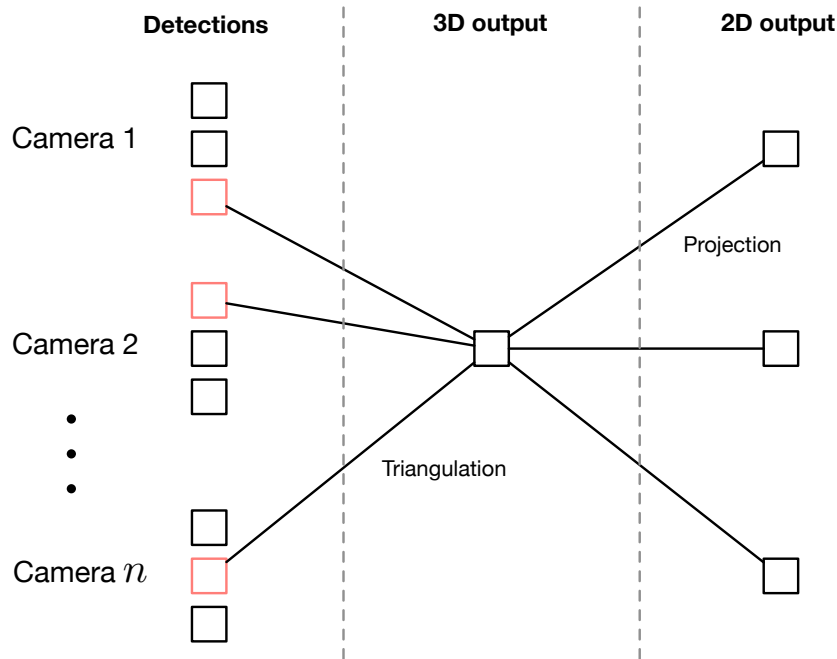 Detections
3D output
2D output
Camera 1
Projection
Camera 2
Triangulation
Camera n